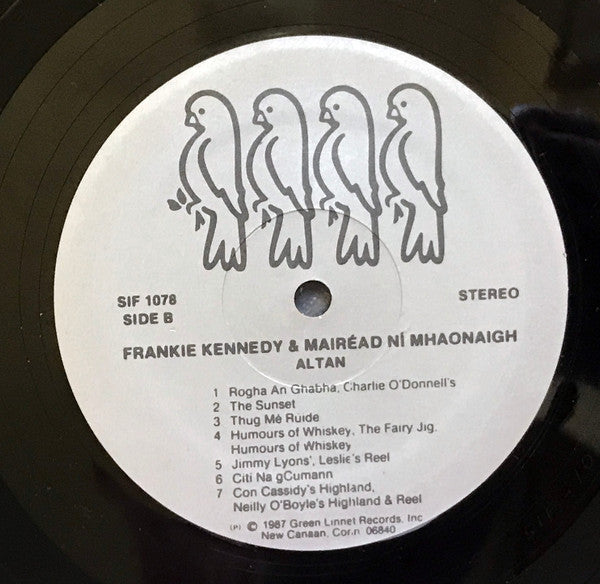 SIF 1078
SIDE B
STEREO
FRANKIE KENNEDY & MAIRÉAD NÍ MHAONAIGH
ALTAN
1 Rogha An Ghabha, Charlie O'Donnell's
2 The Sunset
3 Thug Mé Ruide
4 Humours of Whiskey, The Fairy Jig,
Humours of Whiskey
5 Jimmy Lyons', Leslie's Reel
6 Citi Na gCumann
7 Con Cassidy's Highland,
Neilly O'Boyle's Highland & Reel
(P) © 1987 Green Linnet Records, Inc
New Canaan, Conn 06840